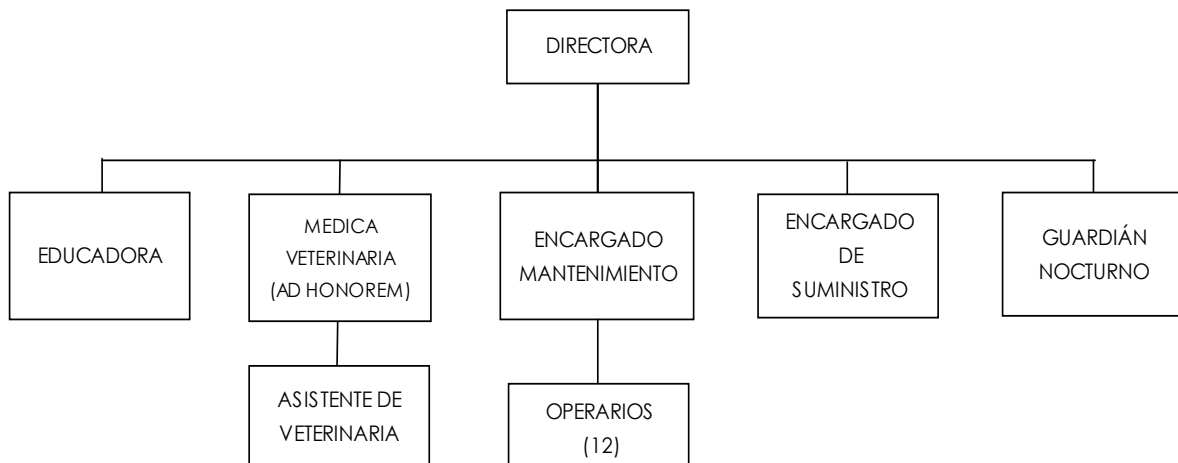 DIRECTORA
EDUCADORA
MEDICA
VETERINARIA
(AD HONOREM)
ENCARGADO
MANTENIMIENTO
ENCARGADO
DE
SUMINISTRO
GUARDIÁN
NOCTURNO
ASISTENTE DE
VETERINARIA
OPERARIOS
(12)